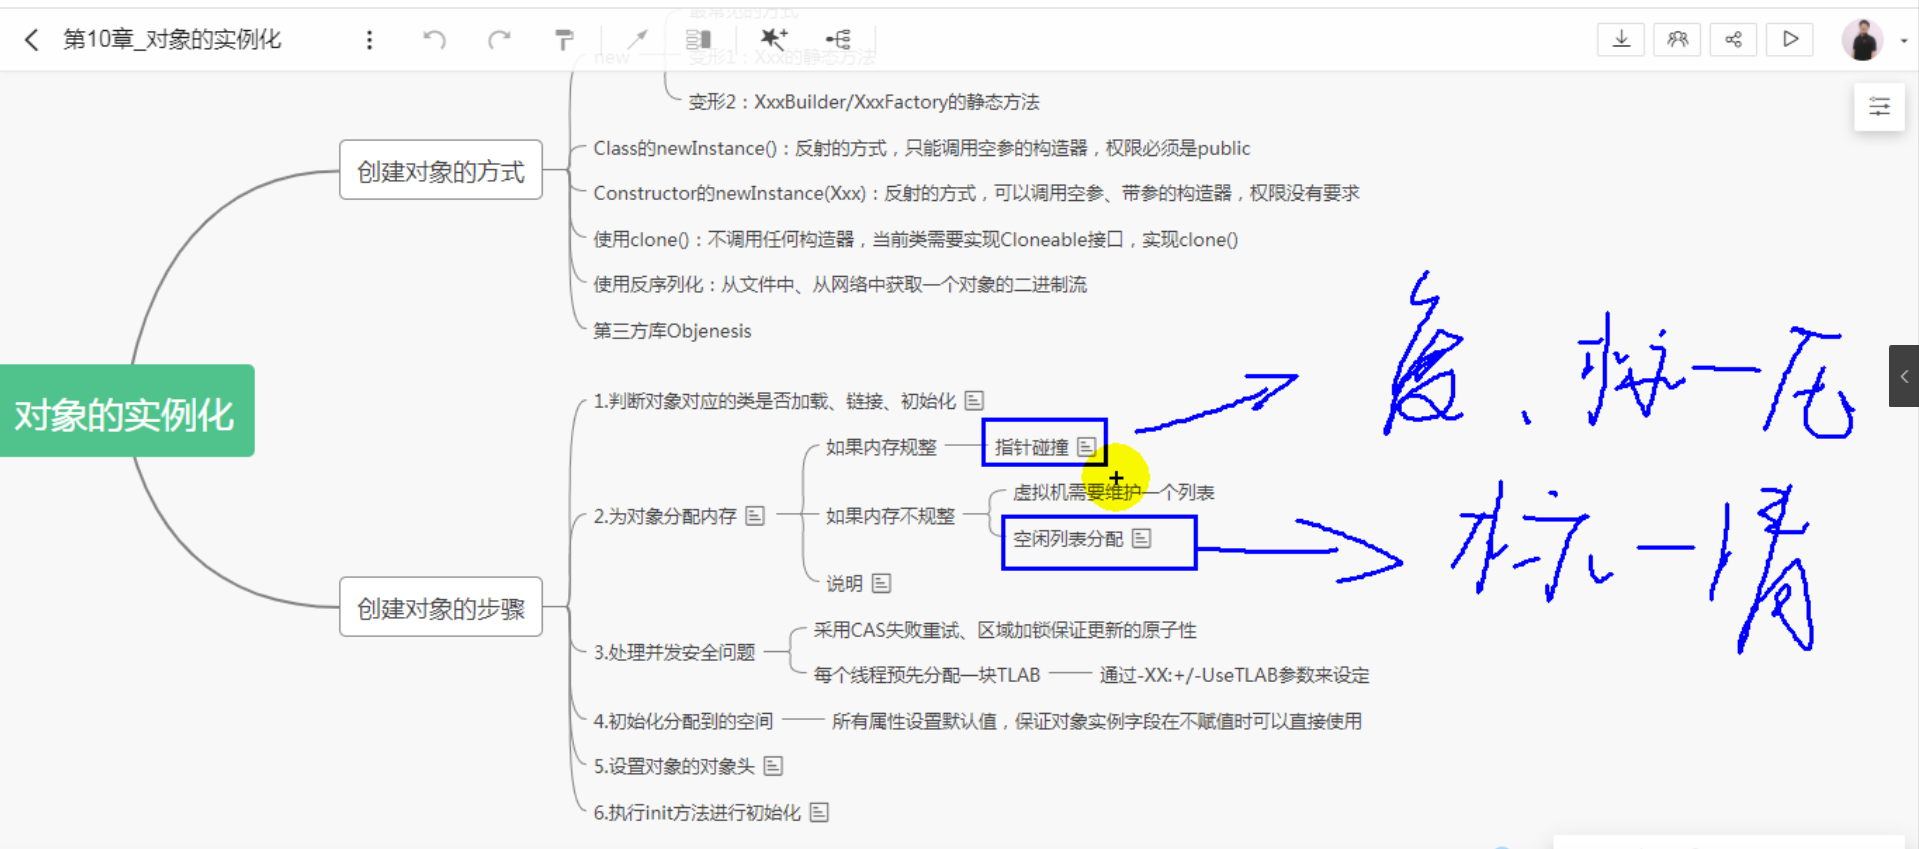 第10章_对象的实例化
最常见的方式
new
变形1：Xxx的静态方法
变形2：XxxBuilder/XxxFactory的静态方法
创建对象的方式
Class的newInstance()：反射的方式，只能调用空参的构造器，权限必须是public
Constructor的newInstance(Xxx)：反射的方式，可以调用空参、带参的构造器，权限没有要求
使用clone()：不调用任何构造器，当前类需要实现Cloneable接口，实现clone()
使用反序列化：从文件中、从网络中获取一个对象的二进制流
第三方库Objenesis
对象的实例化
1.判断对象对应的类是否加载、链接、初始化
如果内存规整
指针碰撞
虚拟机需要维护一个列表
2.为对象分配内存
如果内存不规整
空闲列表分配
说明
创建对象的步骤
采用CAS失败重试、区域加锁保证更新的原子性
3.处理并发安全问题
每个线程预先分配一块TLAB
通过-XX:+/-UseTLAB参数来设定
4.初始化分配到的空间
所有属性设置默认值，保证对象实例字段在不赋值时可以直接使用
5.设置对象的对象头
6.执行init方法进行初始化
标一清